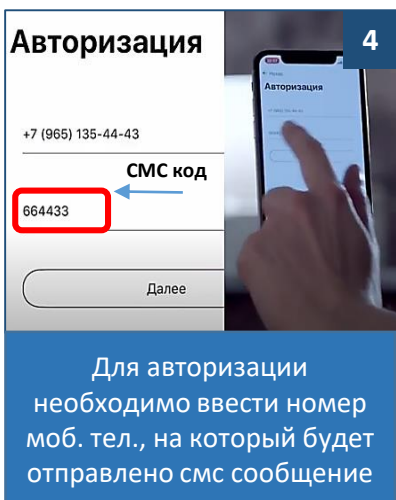 Авторизация
4
+7 (965) 135-44-43
СМС код
664433
Далее
Авторизация
Для авторизации
необходимо ввести номер
моб. тел., на который будет
отправлено смс сообщение